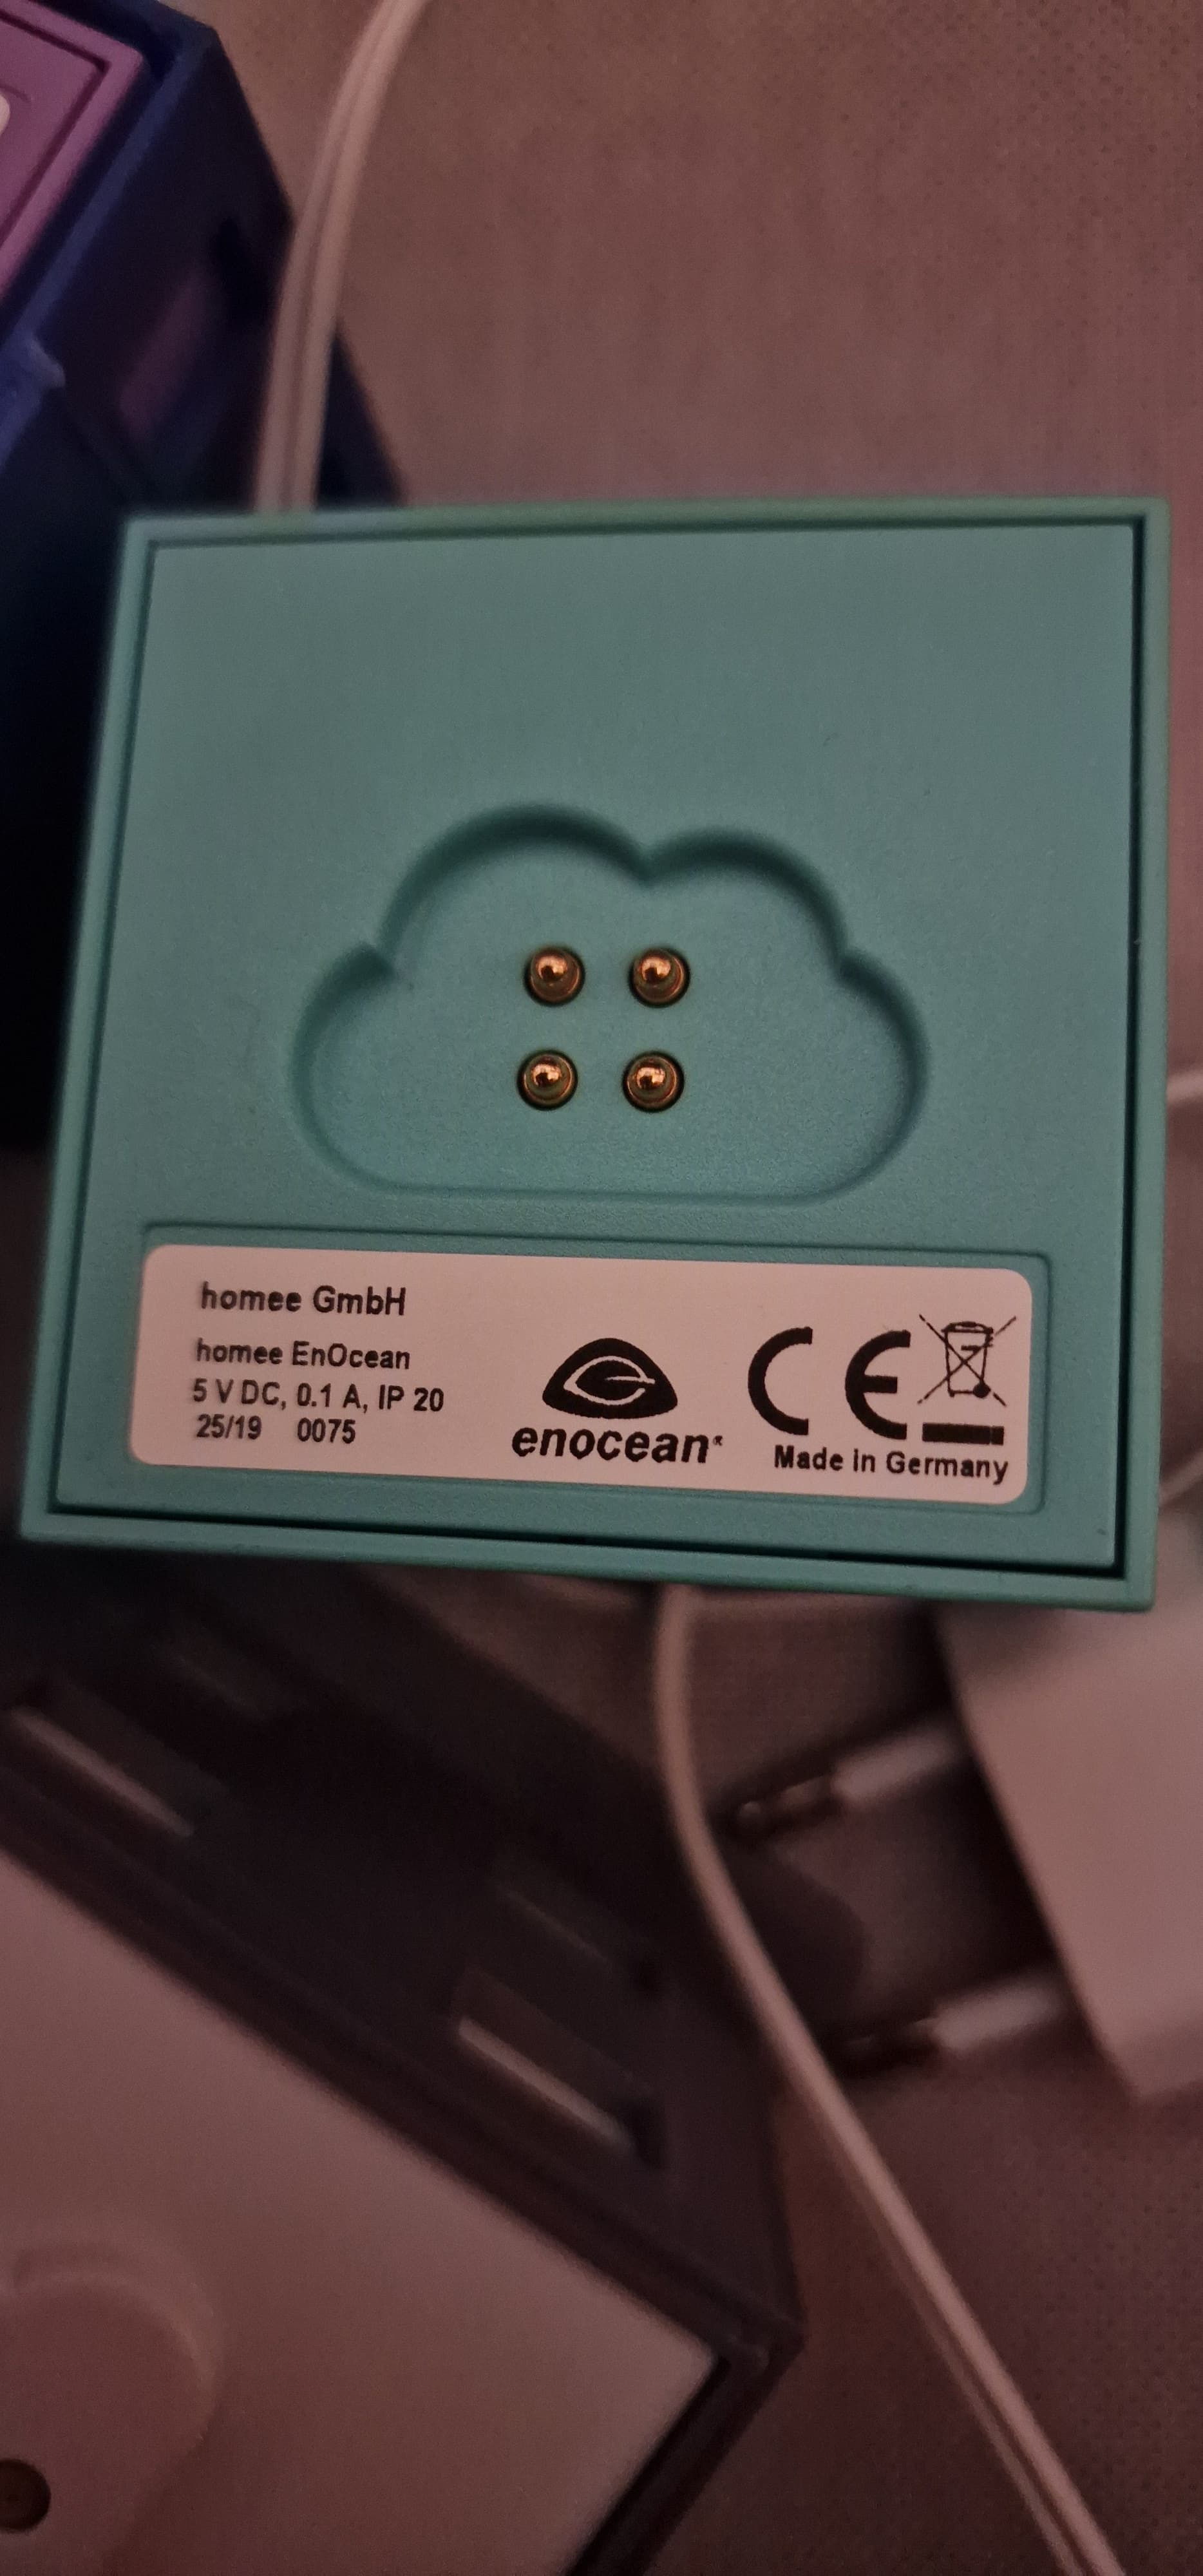 homee GmbH
homee EnOcean
5 V DC, 0.1 A, IP 20
25/19 0075
enocean
CE
Made in Germany